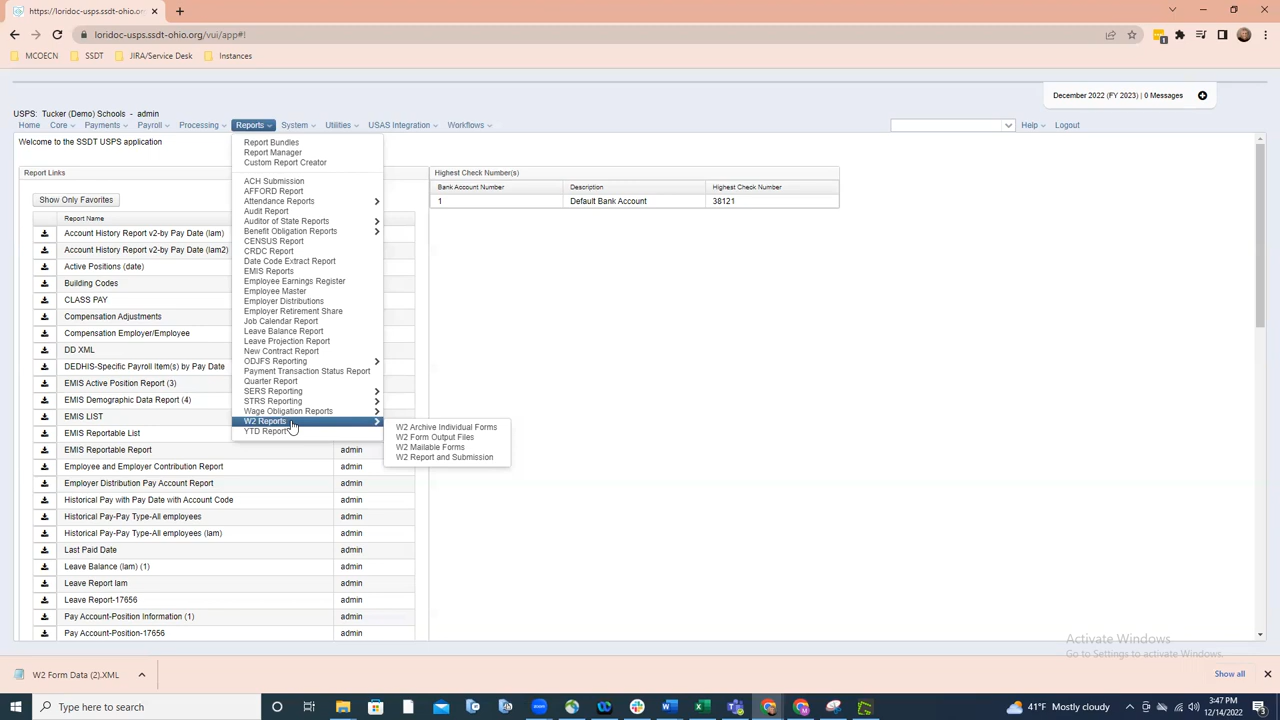 https://loridoc-usps.ssdt-ohio.or
loridoc-usps.ssdt-ohio.org/vui/app#!
MCOECN
SSDT
JIRA/Service Desk
Instances
December 2022 (FY 2023) | 0 Messages
USPS: Tucker (Demo) Schools - admin
Home
Core
Payments
Payroll
Processing
Reports
System
Utilities
USAS Integration
Workflows
Help
Logout
Welcome to the SSDT USPS application
Report Links
Show Only Favorites
Report Name
Account History Report v2-by Pay Date (lam)
Account History Report v2-by Pay Date (lam2)
Active Positions (date)
Building Codes
CLASS PAY
Compensation Adjustments
Compensation Employer/Employee
DD XML
DEDHIS-Specific Payroll Item(s) by Pay Date
EMIS Active Position Report (3)
EMIS Demographic Data Report (4)
EMIS LIST
EMIS Reportable List
EMIS Reportable Report admin
Employee and Employer Contribution Report admin
Employer Distribution Pay Account Report admin
Historical Pay with Pay Date with Account Code admin
Historical Pay-Pay Type-All employees admin
Historical Pay-Pay Type-All employees (lam) admin
Last Paid Date admin
Leave Balance (lam) (1) admin
Leave Report lam admin
Leave Report-17656 admin
Pay Account-Position Information (1) admin
Pay Account-Position-17656 admin
Report Bundles
Report Manager
Custom Report Creator
ACH Submission
AFFORD Report
Attendance Reports
Audit Report
Auditor of State Reports
Benefit Obligation Reports
CENSUS Report
CRDC Report
Date Code Extract Report
EMIS Reports
Employee Earnings Register
Employee Master
Employer Distributions
Employer Retirement Share
Job Calendar Report
Leave Balance Report
Leave Projection Report
New Contract Report
ODJFS Reporting
Payment Transaction Status Report
Quarter Report
SERS Reporting
STRS Reporting
Wage Obligation Reports
W2 Reports
YTD Report
W2 Archive Individual Forms
W2 Form Output Files
W2 Mailable Forms
W2 Report and Submission
Highest Check Number(s)
Bank Account Number Description Highest Check Number
1 Default Bank Account 38121
Activate Windows
Go to Settings to activate Windows.
W2 Form Data (2).XML
Show all
Type here to search
41°F Mostly cloudy
3:47 PM
12/14/2022